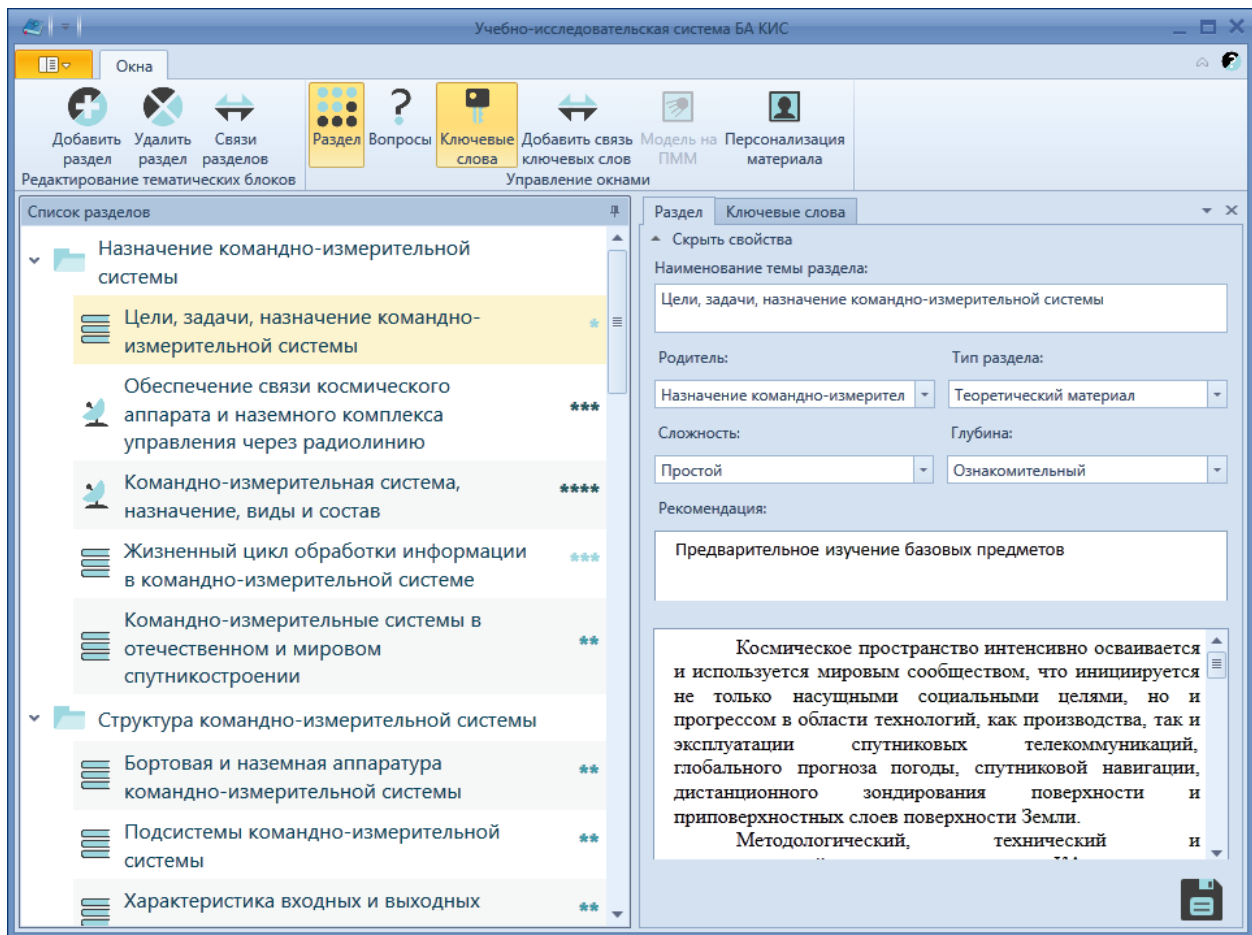 Учебно-исследовательская система БА КИС
Окна
Добавить раздел
Удалить раздел
Связи разделов
Редактирование тематических блоков
Раздел
Вопросы
Ключевые слова
Добавить связь ключевых слов
Модель на ПММ
Персонализация материала
Управление окнами
Список разделов
Назначение командно-измерительной
системы
Цели, задачи, назначение командно-
измерительной системы
*
Обеспечение связи космического
аппарата и наземного комплекса
управления через радиолинию
***
Командно-измерительная система,
назначение, виды и состав
****
Жизненный цикл обработки информации
в командно-измерительной системе
***
Командно-измерительные системы в
отечественном и мировом
спутникостроении
**
Структура командно-измерительной системы
Бортовая и наземная аппаратура
командно-измерительной системы
**
Подсистемы командно-измерительной
системы
**
Характеристика входных и выходных
**
Раздел
Ключевые слова
Скрыть свойства
Наименование темы раздела:
Цели, задачи, назначение командно-измерительной системы
Родитель:
Тип раздела:
Назначение командно-измерител
Теоретический материал
Сложность:
Глубина:
Простой
Ознакомительный
Рекомендация:
Предварительное изучение базовых предметов
Космическое пространство интенсивно осваивается
и используется мировым сообществом, что инициируется
не только насущными социальными целями, но и
прогрессом в области технологий, как производства, так и
эксплуатации спутниковых телекоммуникаций,
глобального прогноза погоды, спутниковой навигации,
дистанционного зондирования поверхности и
приповерхностных слоев поверхности Земли.
Методологический, технический и